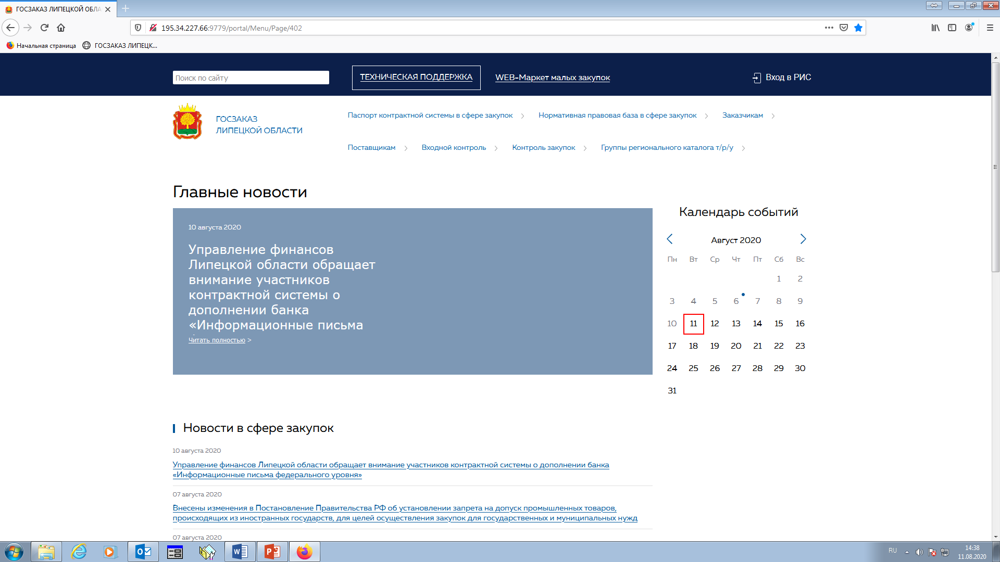 ГОСЗАКАЗ ЛИПЕЦКОЙ ОБЛА
195.34.227.66:9779/portal/Menu/Page/402
Начальная страница
ГОСЗАКАЗ ЛИПЕЦК...
Поиск по сайту
ТЕХНИЧЕСКАЯ ПОДДЕРЖКА
WEB-Маркет малых закупок
Вход в РИС
ГОСЗАКАЗ
ЛИПЕЦКОЙ ОБЛАСТИ
Паспорт контрактной системы в сфере закупок
Нормативная правовая база в сфере закупок
Заказчикам
Поставщикам
Входной контроль
Контроль закупок
Группы регионального каталога т/р/у
Главные новости
10 августа 2020
Управление финансов
Липецкой области обращает
внимание участников
контрактной системы о
дополнении банка
«Информационные письма
Читать полностью >
Календарь событий
Август 2020
Пн Вт Ср Чт Пт Сб Вс
1 2
3 4 5 6 7 8 9
10 11 12 13 14 15 16
17 18 19 20 21 22 23
24 25 26 27 28 29 30
31
Новости в сфере закупок
10 августа 2020
Управление финансов Липецкой области обращает внимание участников контрактной системы о дополнении банка
«Информационные письма федерального уровня»
07 августа 2020
Внесены изменения в Постановление Правительства РФ об установлении запрета на допуск промышленных товаров,
происходящих из иностранных государств, для целей осуществления закупок для государственных и муниципальных нужд
07 августа 2020
RU
14:38
11.08.2020